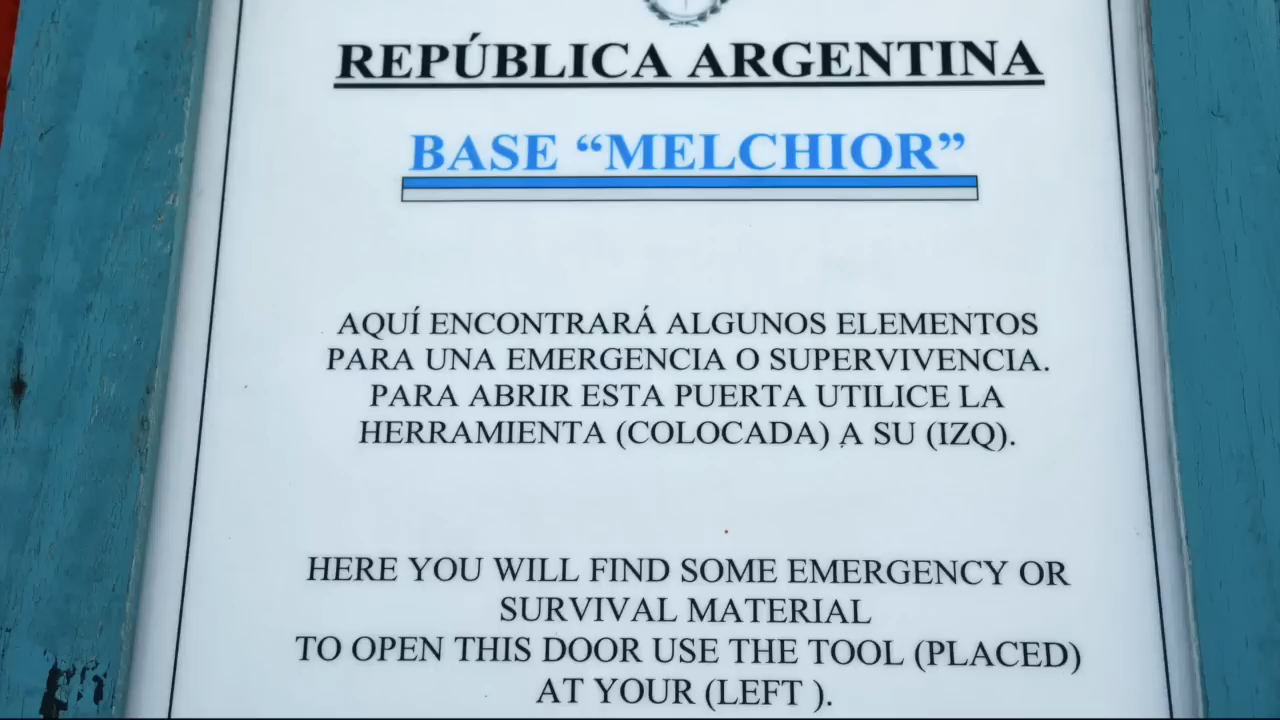 REPÚBLICA ARGENTINA
BASE “MELCHIOR”
AQUÍ ENCONTRARÁ ALGUNOS ELEMENTOS
PARA UNA EMERGENCIA O SUPERVIVENCIA.
PARA ABRIR ESTA PUERTA UTILICE LA
HERRAMIENTA (COLOCADA) A SU (IZQ).
HERE YOU WILL FIND SOME EMERGENCY OR
SURVIVAL MATERIAL
TO OPEN THIS DOOR USE THE TOOL (PLACED)
AT YOUR (LEFT ).